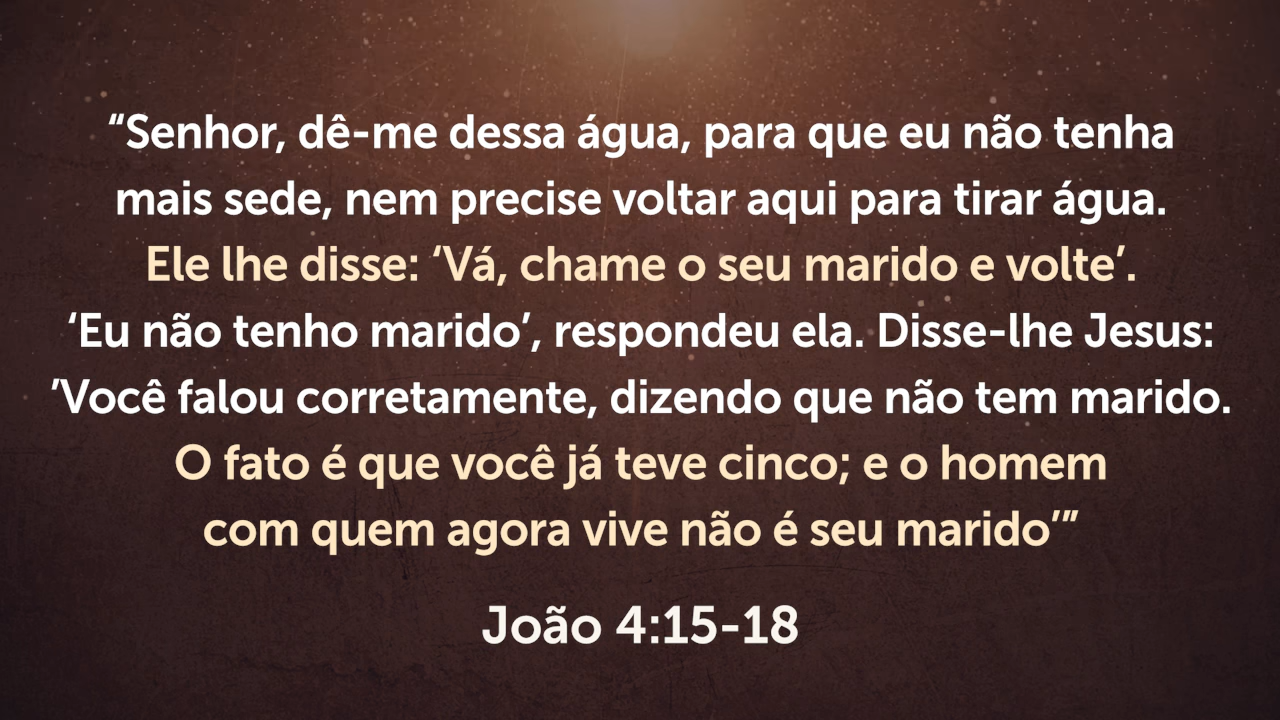 “Senhor, dê-me dessa água, para que eu não tenha
mais sede, nem precise voltar aqui para tirar água.
Ele lhe disse: ‘Vá, chame o seu marido e volte’.
‘Eu não tenho marido’, respondeu ela. Disse-lhe Jesus:
’Você falou corretamente, dizendo que não tem marido.
O fato é que você já teve cinco; e o homem
com quem agora vive não é seu marido’”
João 4:15-18